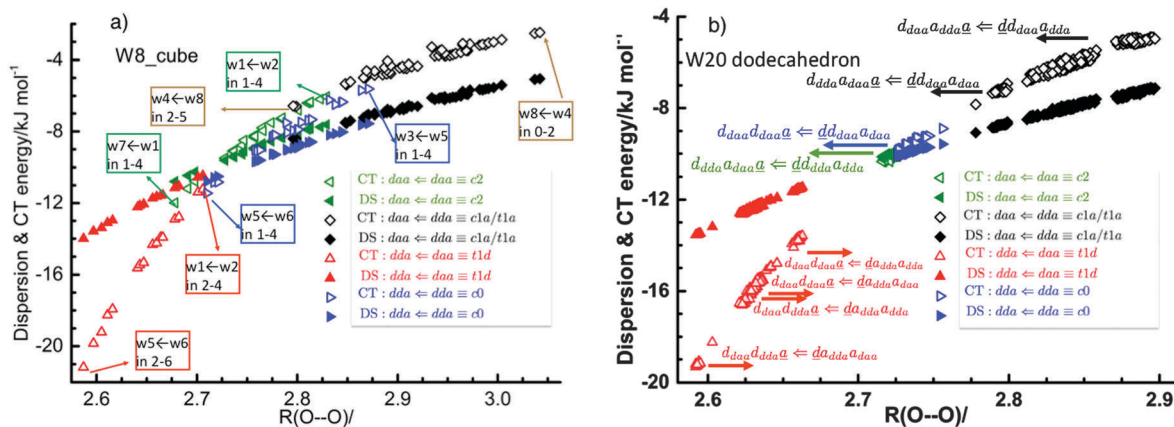 a)
W8_cube
Dispersion & CT energy/kJ mol⁻¹
-4
-8
-12
-16
-20
2.6
2.7
2.8
2.9
3.0
R(O--O)/
w1←w2
in 1-4
w4←w8
in 2-5
w7←w1
in 1-4
w8←w4
in 0-2
w3←w5
in 1-4
w5←w6
in 1-4
w1←w2
in 2-4
w5←w6
in 2-6
CT : daa ⇐ daa ≡ c2
DS : daa ⇐ daa ≡ c2
CT : daa ⇐ dda ≡ c1a/t1a
DS : daa ⇐ dda ≡ c1a/t1a
CT : dda ⇐ daa ≡ t1d
DS : dda ⇐ daa ≡ t1d
CT : dda ⇐ dda ≡ c0
DS : dda ⇐ dda ≡ c0
b)
W20 dodecahedron
Dispersion & CT energy/kJ mol⁻¹
-4
-6
-8
-10
-12
-14
-16
-18
-20
2.6
2.7
2.8
2.9
R(O--O)/
d_daa a_daa a ⇐ d d_daa a_dda
d_dda a_daa a ⇐ d d_daa a_daa
d_daa d_daa a ⇐ d d_daa a_daa
d_dda a_daa a ⇐ d d_daa a_dda
CT : daa ⇐ daa ≡ c2
DS : daa ⇐ daa ≡ c2
CT : daa ⇐ dda ≡ c1a/t1a
DS : daa ⇐ dda ≡ c1a/t1a
CT : dda ⇐ daa ≡ t1d
DS : dda ⇐ daa ≡ t1d
CT : dda ⇐ dda ≡ c0
DS : dda ⇐ dda ≡ c0
d_daa d_daa a ⇐ d a_dda a_dda
d_daa d_dda a ⇐ d a_dda a_dda
d_daa d_daa a ⇐ d a_dda a_dda
d_daa d_dda a ⇐ d a_dda a_daa